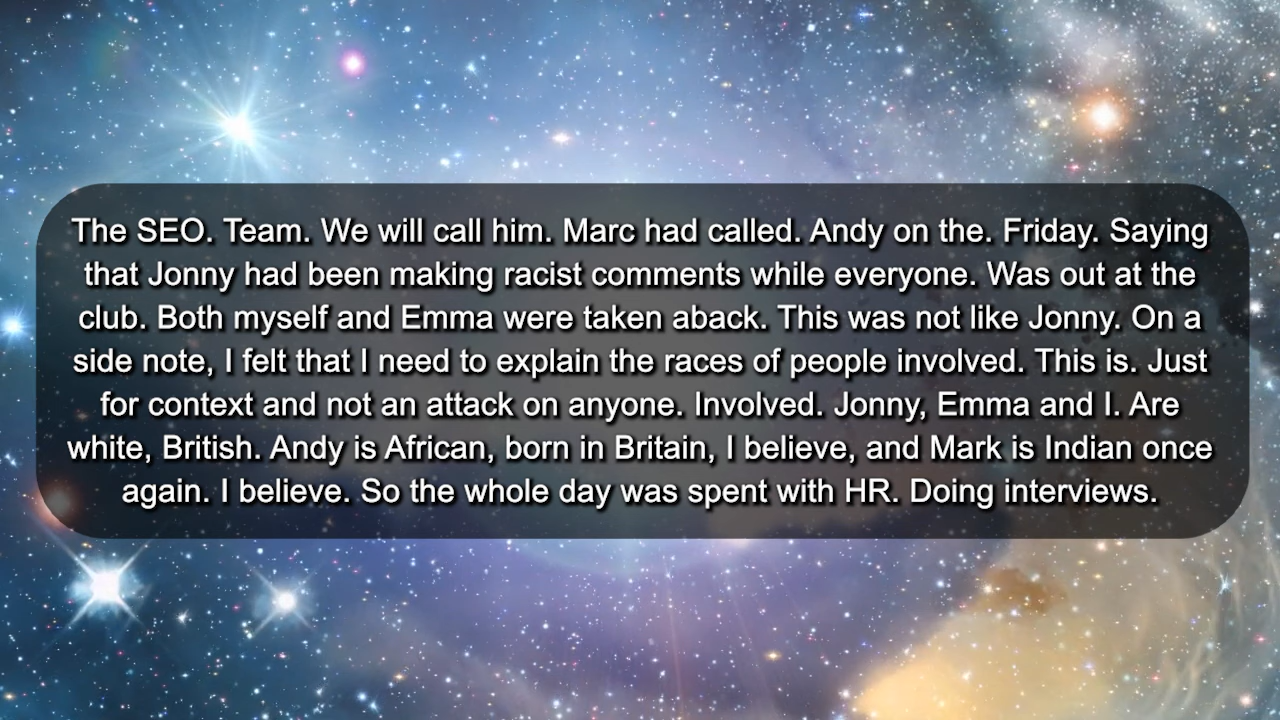 The SEO. Team. We will call him. Marc had called. Andy on the. Friday. Saying
that Jonny had been making racist comments while everyone. Was out at the
club. Both myself and Emma were taken aback. This was not like Jonny. On a
side note, I felt that I need to explain the races of people involved. This is. Just
for context and not an attack on anyone. Involved. Jonny, Emma and I. Are
white, British. Andy is African, born in Britain, I believe, and Mark is Indian once
again. I believe. So the whole day was spent with HR. Doing interviews.